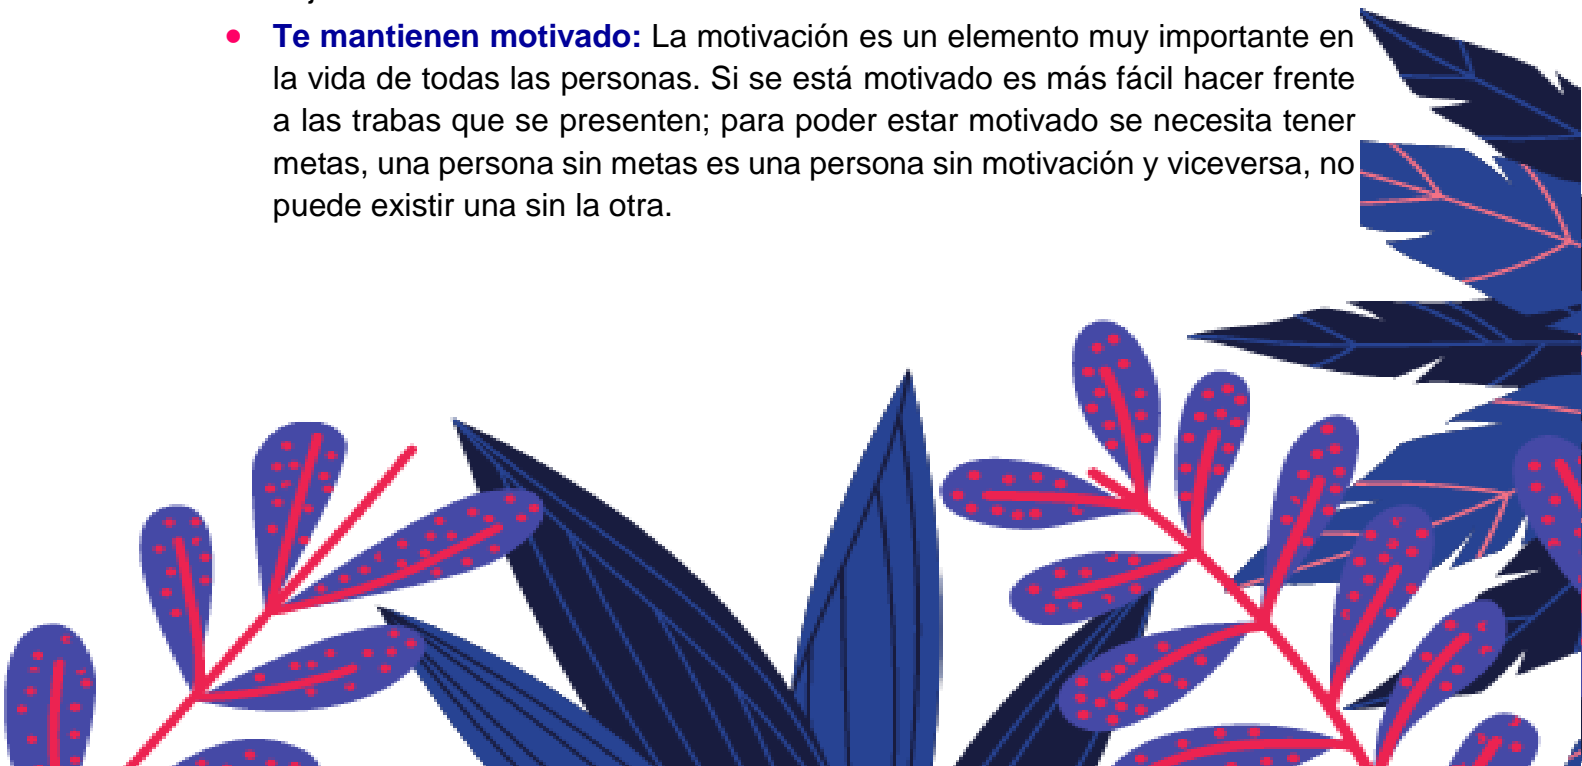 • Te mantienen motivado: La motivación es un elemento muy importante en
la vida de todas las personas. Si se está motivado es más fácil hacer frente
a las trabas que se presenten; para poder estar motivado se necesita tener
metas, una persona sin metas es una persona sin motivación y viceversa, no
puede existir una sin la otra.